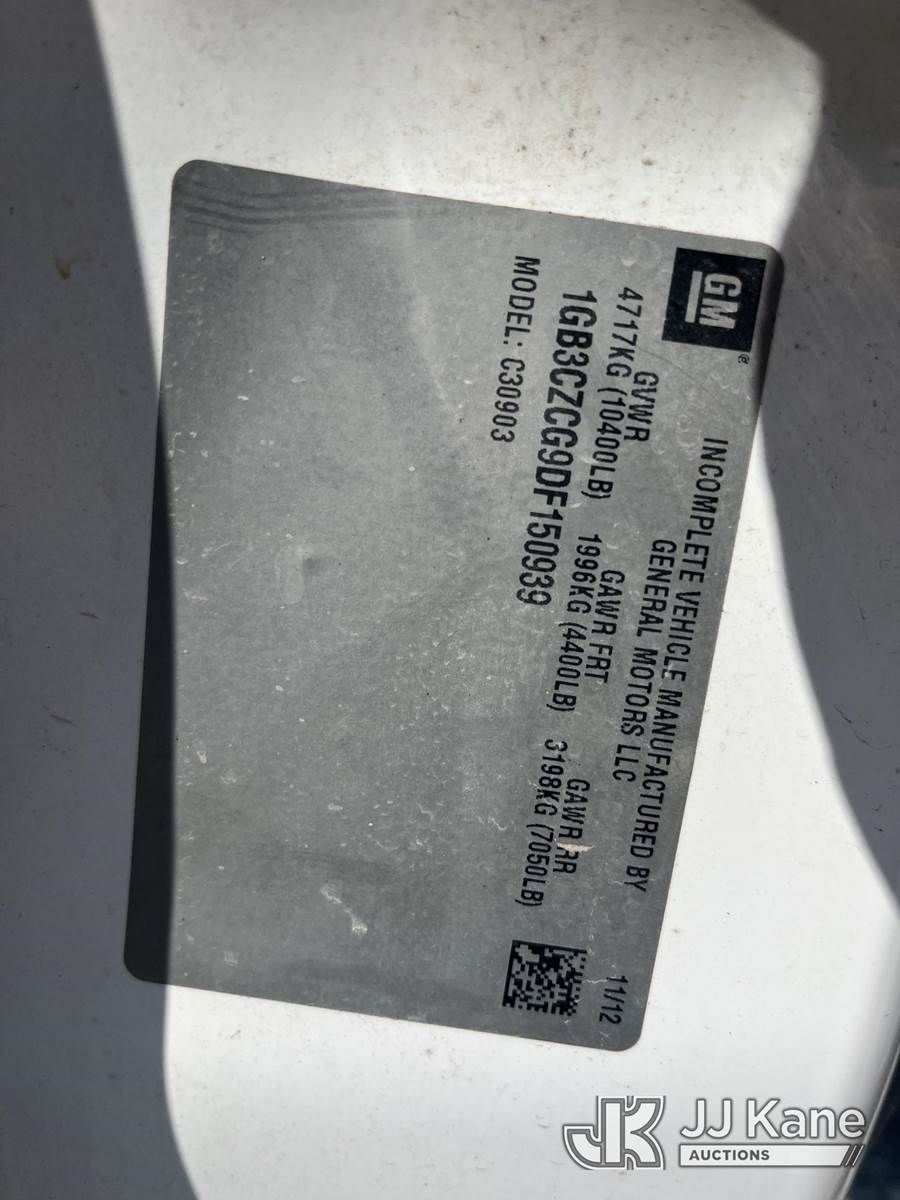 GM®
INCOMPLETE VEHICLE MANUFACTURED BY
GENERAL MOTORS LLC
11/12
GVWR GAWR FRT GAWR RR
4717KG (10400LB) 1996KG (4400LB) 3198KG (7050LB)
1GB3CZCG9DF150939
MODEL: C30903
JK JJ Kane
AUCTIONS